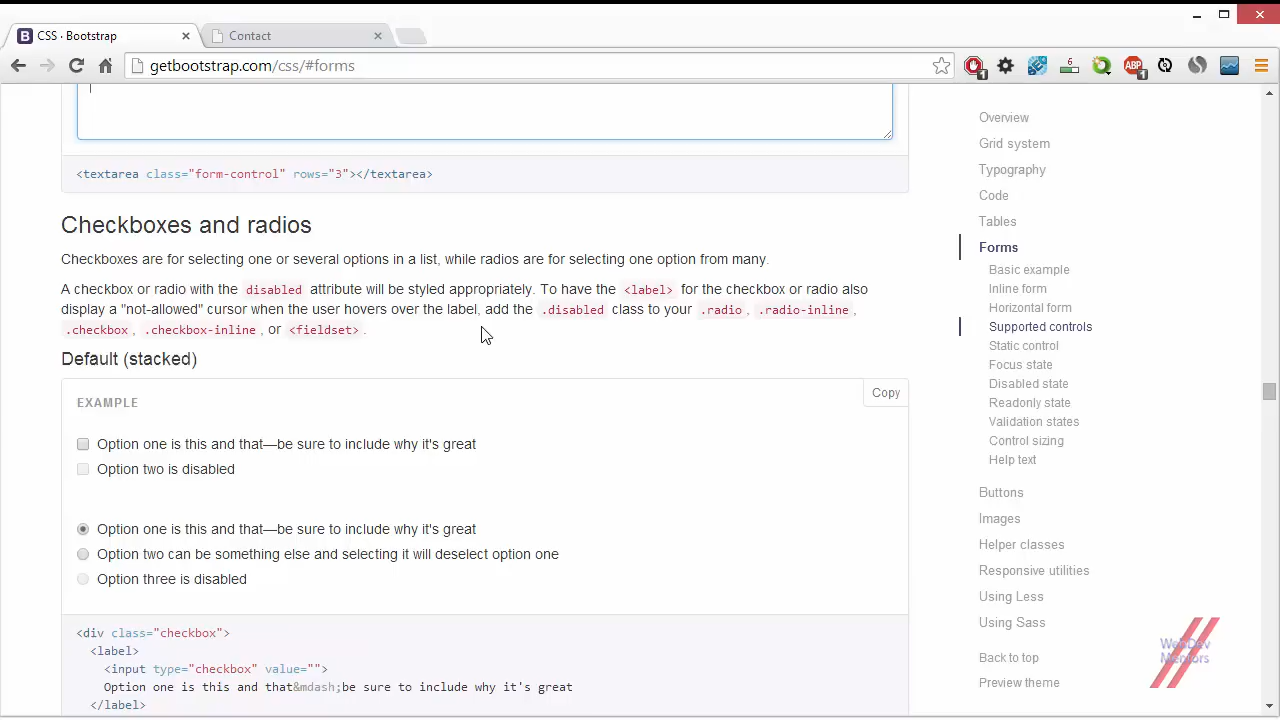 CSS · Bootstrap
Contact
getbootstrap.com/css/#forms
1
6
ABP
1
<textarea class="form-control" rows="3"></textarea>
Checkboxes and radios
Checkboxes are for selecting one or several options in a list, while radios are for selecting one option from many.
A checkbox or radio with the disabled attribute will be styled appropriately. To have the <label> for the checkbox or radio also
display a "not-allowed" cursor when the user hovers over the label, add the .disabled class to your .radio, .radio-inline,
.checkbox, .checkbox-inline, or <fieldset>.
Default (stacked)
EXAMPLE
Copy
Option one is this and that—be sure to include why it's great
Option two is disabled
Option one is this and that—be sure to include why it's great
Option two can be something else and selecting it will deselect option one
Option three is disabled
<div class="checkbox">
<label>
<input type="checkbox" value="">
Option one is this and that&mdash;be sure to include why it's great
</label>
Overview
Grid system
Typography
Code
Tables
Forms
Basic example
Inline form
Horizontal form
Supported controls
Static control
Focus state
Disabled state
Readonly state
Validation states
Control sizing
Help text
Buttons
Images
Helper classes
Responsive utilities
Using Less
Using Sass
Back to top
Preview theme
WebDev
Mentors